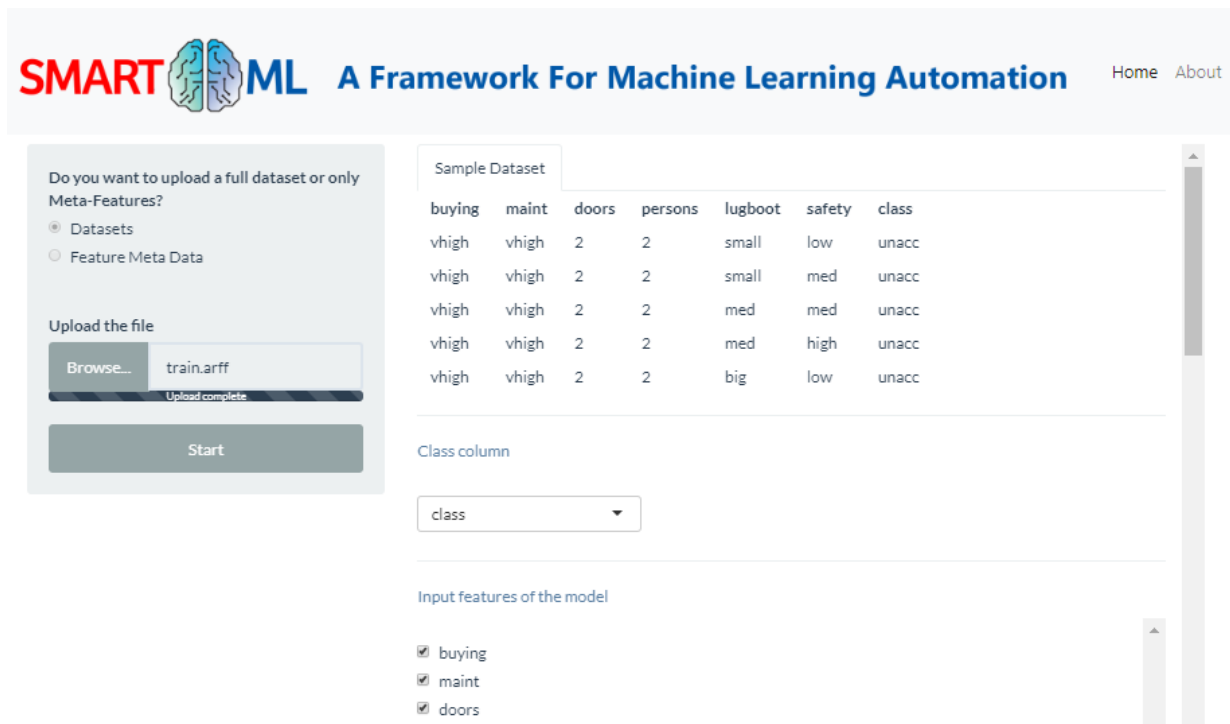 SMART ML A Framework For Machine Learning Automation Home About
Do you want to upload a full dataset or only
Meta-Features?
Datasets
Feature Meta Data
Upload the file
Browse... train.arff
Upload complete
Start
Sample Dataset
buying maint doors persons lugboot safety class
vhigh vhigh 2 2 small low unacc
vhigh vhigh 2 2 small med unacc
vhigh vhigh 2 2 med med unacc
vhigh vhigh 2 2 med high unacc
vhigh vhigh 2 2 big low unacc
Class column
class
Input features of the model
buying
maint
doors